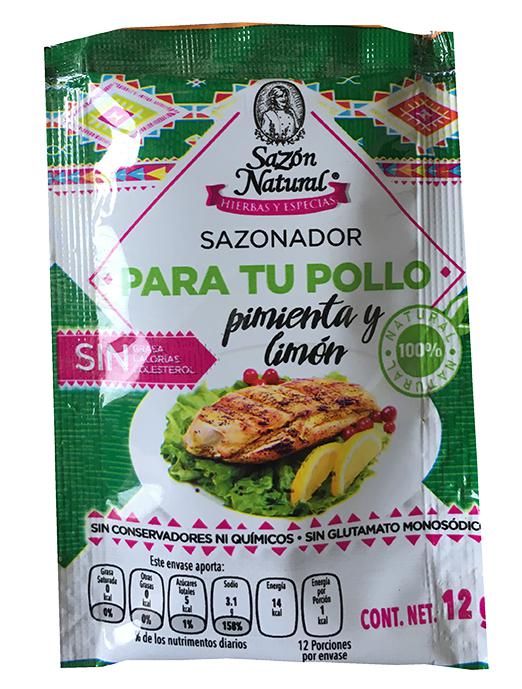 Sazón
Natural®
HIERBAS Y ESPECIAS
SAZONADOR
PARA TU POLLO
pimienta y
limón
SIN
GRASA
CALORÍAS
COLESTEROL
NATURAL
100%
NATURAL
SIN CONSERVADORES NI QUÍMICOS • SIN GLUTAMATO MONOSÓDIC
Este envase aporta:
Grasa Saturada 0 kcal 0%
Otras Grasas 0 kcal 0%
Azúcares Totales 5 kcal 1%
Sodio 3.1 g 158%
Energía 14 kcal
Energía por Porción 1 kcal
% de los nutrimentos diarios
12 Porciones
por envase
CONT. NET. 12 g